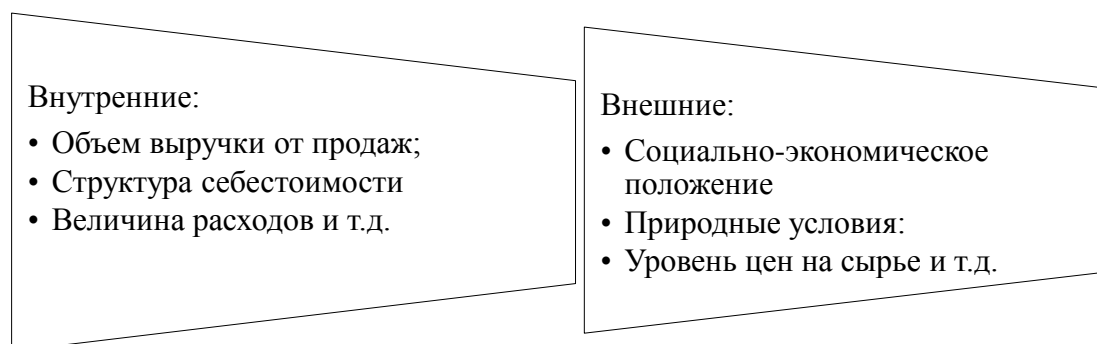 Внутренние:
• Объем выручки от продаж;
• Структура себестоимости
• Величина расходов и т.д.
Внешние:
• Социально-экономическое
положение
• Природные условия:
• Уровень цен на сырье и т.д.